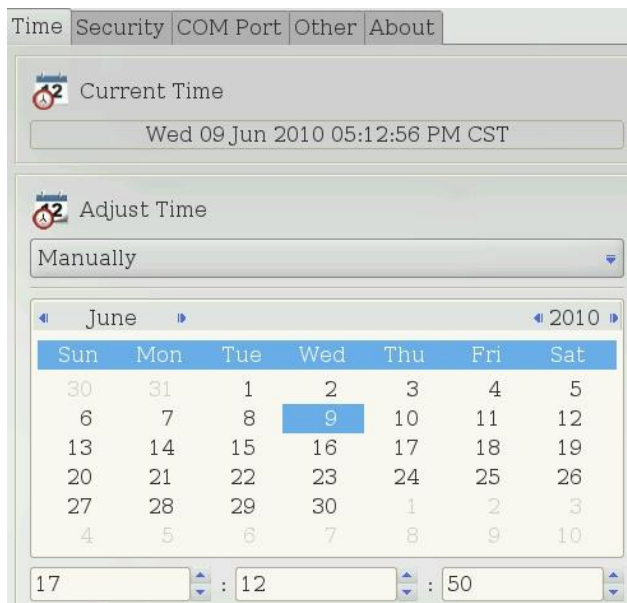 Time Security COM Port Other About
12 Current Time
Wed 09 Jun 2010 05:12:56 PM CST
12 Adjust Time
Manually
June 2010
Sun Mon Tue Wed Thu Fri Sat
30 31 1 2 3 4 5
6 7 8 9 10 11 12
13 14 15 16 17 18 19
20 21 22 23 24 25 26
27 28 29 30 1 2 3
4 5 6 7 8 9 10
17 : 12 : 50